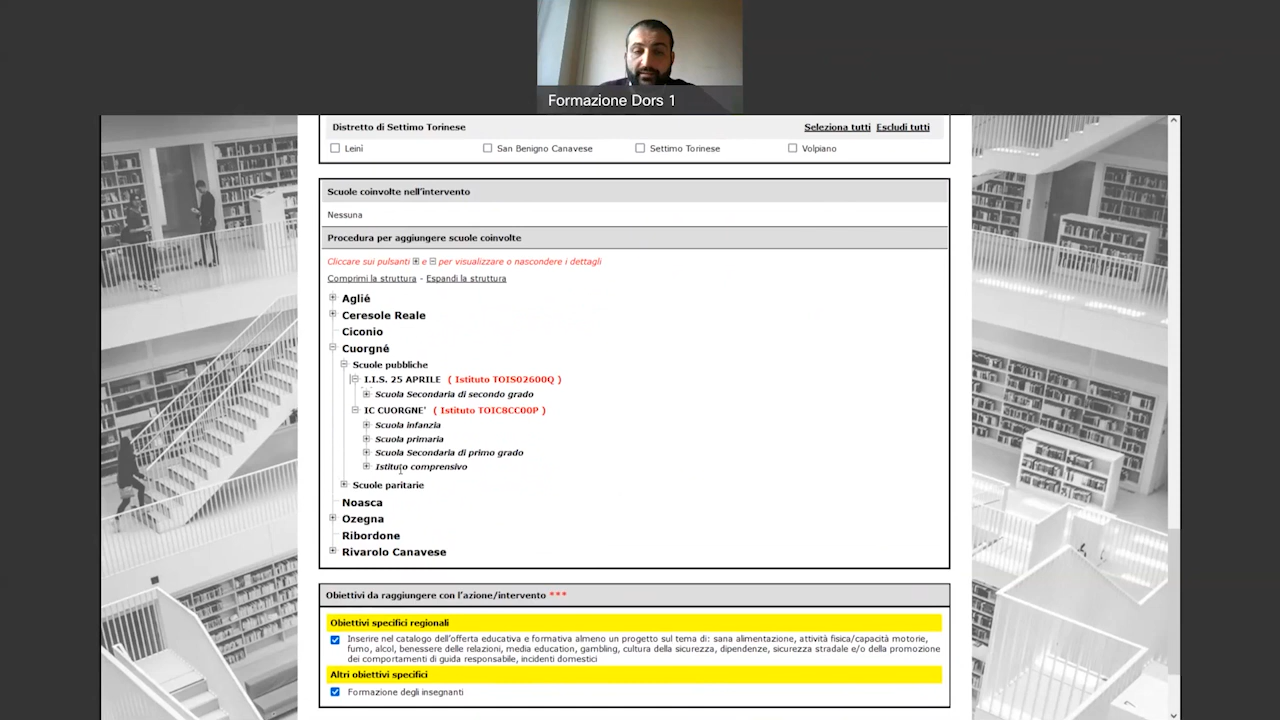 Formazione Dors 1
Distretto di Settimo Torinese Seleziona tutti Escludi tutti
Leinì San Benigno Canavese Settimo Torinese Volpiano
Scuole coinvolte nell'intervento
Nessuna
Procedura per aggiungere scuole coinvolte
Cliccare sui pulsanti e per visualizzare o nascondere i dettagli
Comprimi la struttura - Espandi la struttura
Aglié
Ceresole Reale
Ciconio
Cuorgné
Scuole pubbliche
I.I.S. 25 APRILE ( Istituto TOIS02600Q )
Scuola Secondaria di secondo grado
IC CUORGNE' ( Istituto TOIC8CC00P )
Scuola infanzia
Scuola primaria
Scuola Secondaria di primo grado
Istituto comprensivo
Scuole paritarie
Noasca
Ozegna
Ribordone
Rivarolo Canavese
Obiettivi da raggiungere con l'azione/intervento ***
Obiettivi specifici regionali
Inserire nel catalogo dell'offerta educativa e formativa almeno un progetto sul tema di: sana alimentazione, attività fisica/capacità motorie,
fumo, alcol, benessere delle relazioni, media education, gambling, cultura della sicurezza, dipendenze, sicurezza stradale e/o della promozione
dei comportamenti di guida responsabile, incidenti domestici
Altri obiettivi specifici
Formazione degli insegnanti